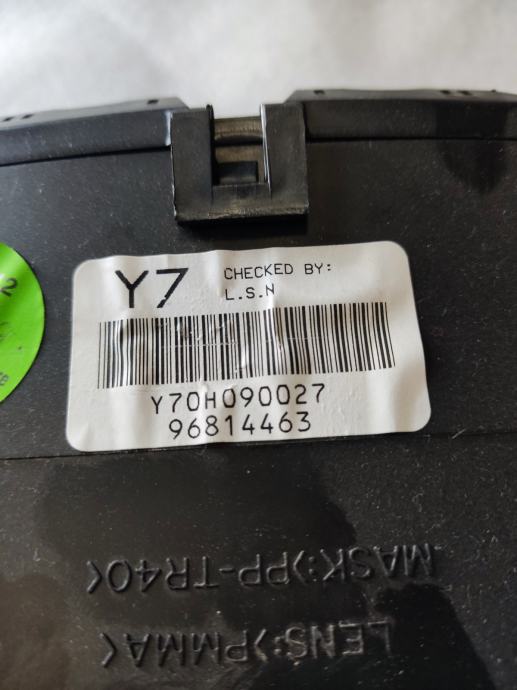 Y7 CHECKED BY:
L.S.N
Y70H090027
96814463
MASK:>PP-TR40<
LENS:>PMMA<